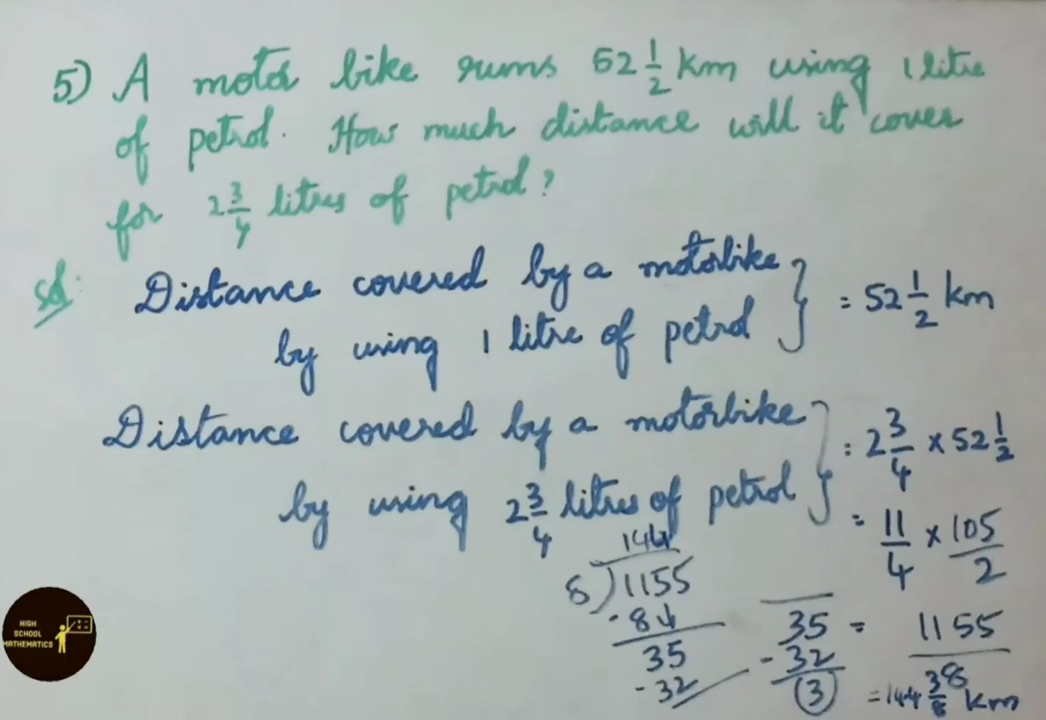 5) A motor bike runs 52 1/2 km using 1 litre
of petrol. How much distance will it cover
for 2 3/4 litres of petrol?
Sol:
Distance covered by a motorbike
by using 1 litre of petrol } = 52 1/2 km
Distance covered by a motorbike
by using 2 3/4 litres of petrol } = 2 3/4 × 52 1/2
= 11/4 × 105/2
= 1155/8
= 144 3/8 km
144
8)1155
-8↓
35
-32
35
-32
3
HIGH
SCHOOL
MATHEMATICS